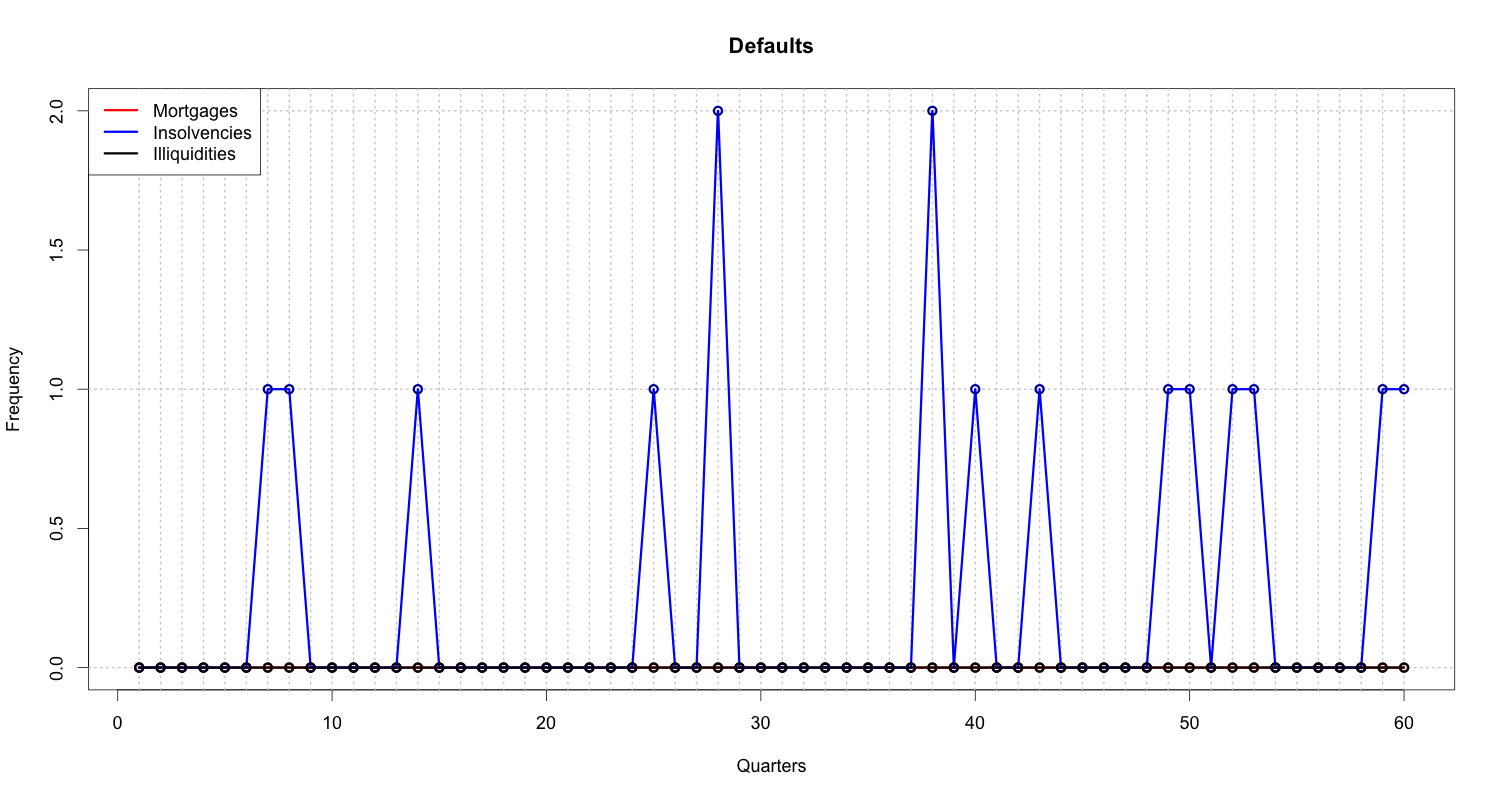 Defaults
Mortgages
Insolvencies
Illiquidities
2.0
1.5
1.0
0.5
0.0
Frequency
0 10 20 30 40 50 60
Quarters